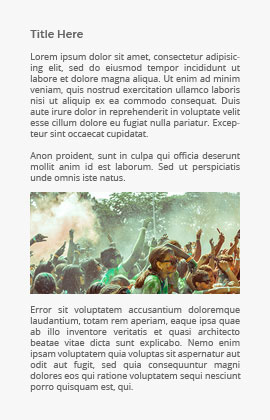 Title Here
Lorem ipsum dolor sit amet, consectetur adipisic-
ing elit, sed do eiusmod tempor incididunt ut
labore et dolore magna aliqua. Ut enim ad minim
veniam, quis nostrud exercitation ullamco laboris
nisi ut aliquip ex ea commodo consequat. Duis
aute irure dolor in reprehenderit in voluptate velit
esse cillum dolore eu fugiat nulla pariatur. Excep-
teur sint occaecat cupidatat.
Anon proident, sunt in culpa qui officia deserunt
mollit anim id est laborum. Sed ut perspiciatis
unde omnis iste natus.
Error sit voluptatem accusantium doloremque
laudantium, totam rem aperiam, eaque ipsa quae
ab illo inventore veritatis et quasi architecto
beatae vitae dicta sunt explicabo. Nemo enim
ipsam voluptatem quia voluptas sit aspernatur aut
odit aut fugit, sed quia consequuntur magni
dolores eos qui ratione voluptatem sequi nesciunt
porro quisquam est, qui.